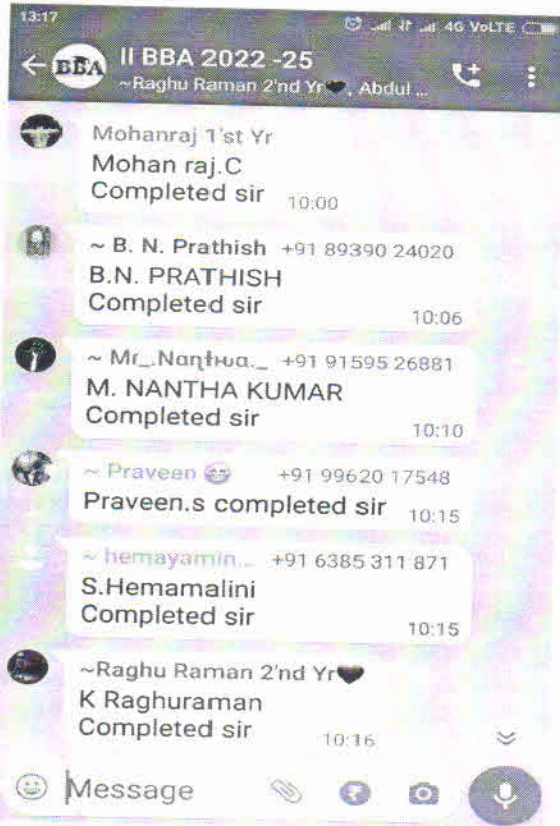 13:17 4G VoLTE
BBA II BBA 2022 -25
~Raghu Raman 2'nd Yr🖤, Abdul ...
Mohanraj 1'st Yr
Mohan raj.C
Completed sir 10:00
~ B. N. Prathish +91 89390 24020
B.N. PRATHISH
Completed sir
10:06
~ Mr_.Nanthwa._ +91 91595 26881
M. NANTHA KUMAR
Completed sir
10:10
~ Praveen 😁 +91 99620 17548
Praveen.s completed sir 10:15
~ hemayamin... +91 6385 311 871
S.Hemamalini
Completed sir
10:15
~Raghu Raman 2'nd Yr🖤
K Raghuraman
Completed sir 10:16
Message